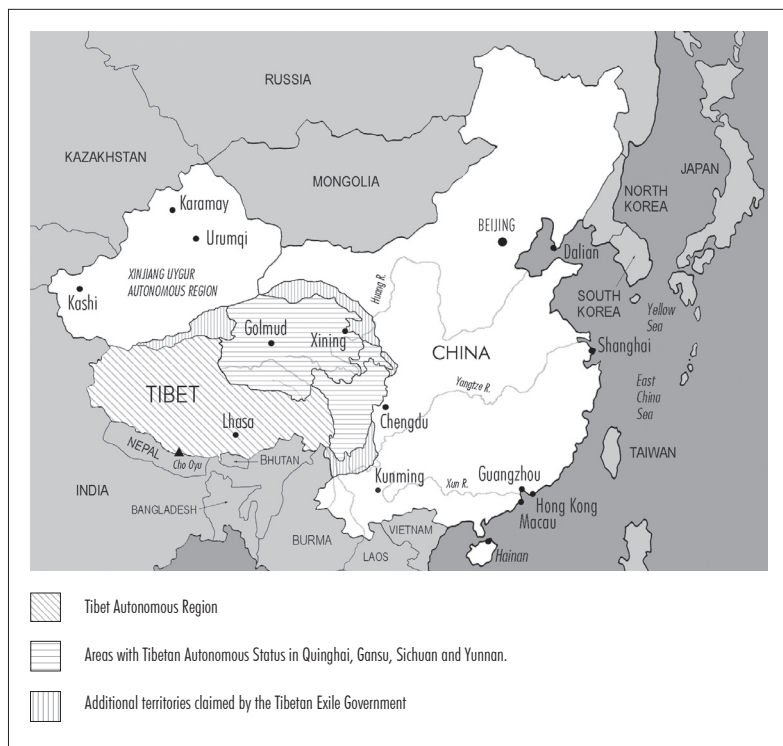 RUSSIA
KAZAKHSTAN
MONGOLIA
JAPAN
NORTH
KOREA
Karamay
Urumqi
BEIJING
Dalian
XINJIANG UYGUR
AUTONOMOUS REGION
Kashi
Huang R.
SOUTH
KOREA
Yellow
Sea
Golmud
Xining
CHINA
Shanghai
TIBET
Yangtze R.
East
China
Sea
Lhasa
Chengdu
NEPAL
Cho Oyu
BHUTAN
TAIWAN
Kunming
Xun R.
Guangzhou
Hong Kong
Macau
INDIA
BANGLADESH
BURMA
VIETNAM
LAOS
Hainan
Tibet Autonomous Region
Areas with Tibetan Autonomous Status in Quinghai, Gansu, Sichuan and Yunnan.
Additional territories claimed by the Tibetan Exile Government